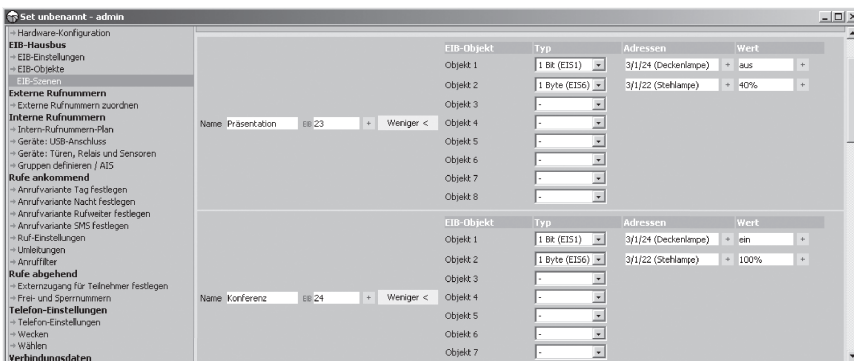 Set unbenannt - admin
Hardware-Konfiguration
EIB-Hausbus
EIB-Einstellungen
EIB-Objekte
EIB-Szenen
Externe Rufnummern
Externe Rufnummern zuordnen
Interne Rufnummern
Intern-Rufnummern-Plan
Geräte: USB-Anschluss
Geräte: Türen, Relais und Sensoren
Gruppen definieren / AIS
Rufe ankommend
Anrufvariante Tag festlegen
Anrufvariante Nacht festlegen
Anrufvariante Rufweiter festlegen
Anrufvariante SMS festlegen
Ruf-Einstellungen
Umleitungen
Anruffilter
Rufe abgehend
Externzugang für Teilnehmer festlegen
Frei- und Sperrnummern
Telefon-Einstellungen
Telefon-Einstellungen
Wecken
Wählen
Verbindungsdaten
EIB-Objekt Typ Adressen Wert
Objekt 1 1 Bit (EIS1) 3/1/24 (Deckenlampe) + aus +
Objekt 2 1 Byte (EIS6) 3/1/22 (Stehlampe) + 40% +
Objekt 3 -
Name Präsentation EIB 23 + Weniger < Objekt 4 -
Objekt 5 -
Objekt 6 -
Objekt 7 -
Objekt 8 -
EIB-Objekt Typ Adressen Wert
Objekt 1 1 Bit (EIS1) 3/1/24 (Deckenlampe) + ein +
Objekt 2 1 Byte (EIS6) 3/1/22 (Stehlampe) + 100% +
Objekt 3 -
Name Konferenz EIB 24 + Weniger < Objekt 4 -
Objekt 5 -
Objekt 6 -
Objekt 7 -